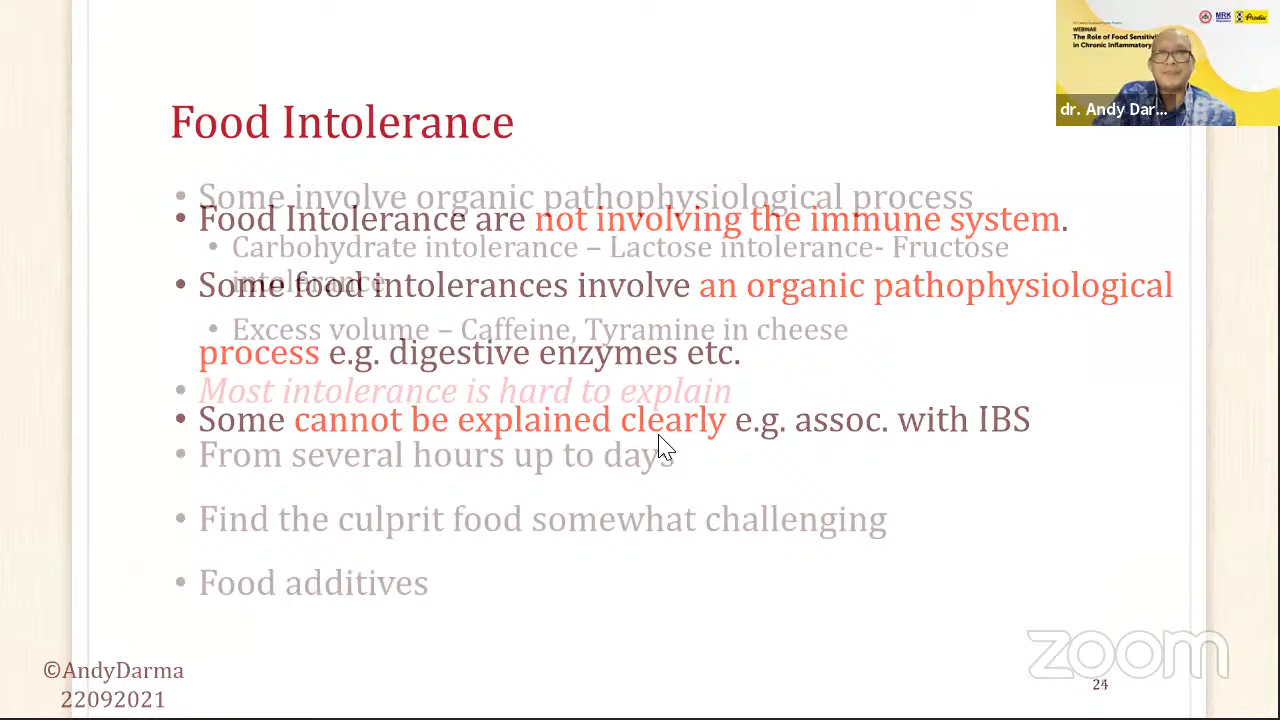 WEBINAR
The Role of Food Sensitiv
in Chronic Inflammatory
MRK
Prodia
dr. Andy Dar...
Food Intolerance
• Some involve organic pathophysiological process
• Food Intolerance are not involving the immune system.
• Carbohydrate intolerance – Lactose intolerance- Fructose
intolerance
• Some food intolerances involve an organic pathophysiological
• Excess volume – Caffeine, Tyramine in cheese
process e.g. digestive enzymes etc.
• Most intolerance is hard to explain
• Some cannot be explained clearly e.g. assoc. with IBS
• From several hours up to days
• Find the culprit food somewhat challenging
• Food additives
zoom
©AndyDarma
22092021
24